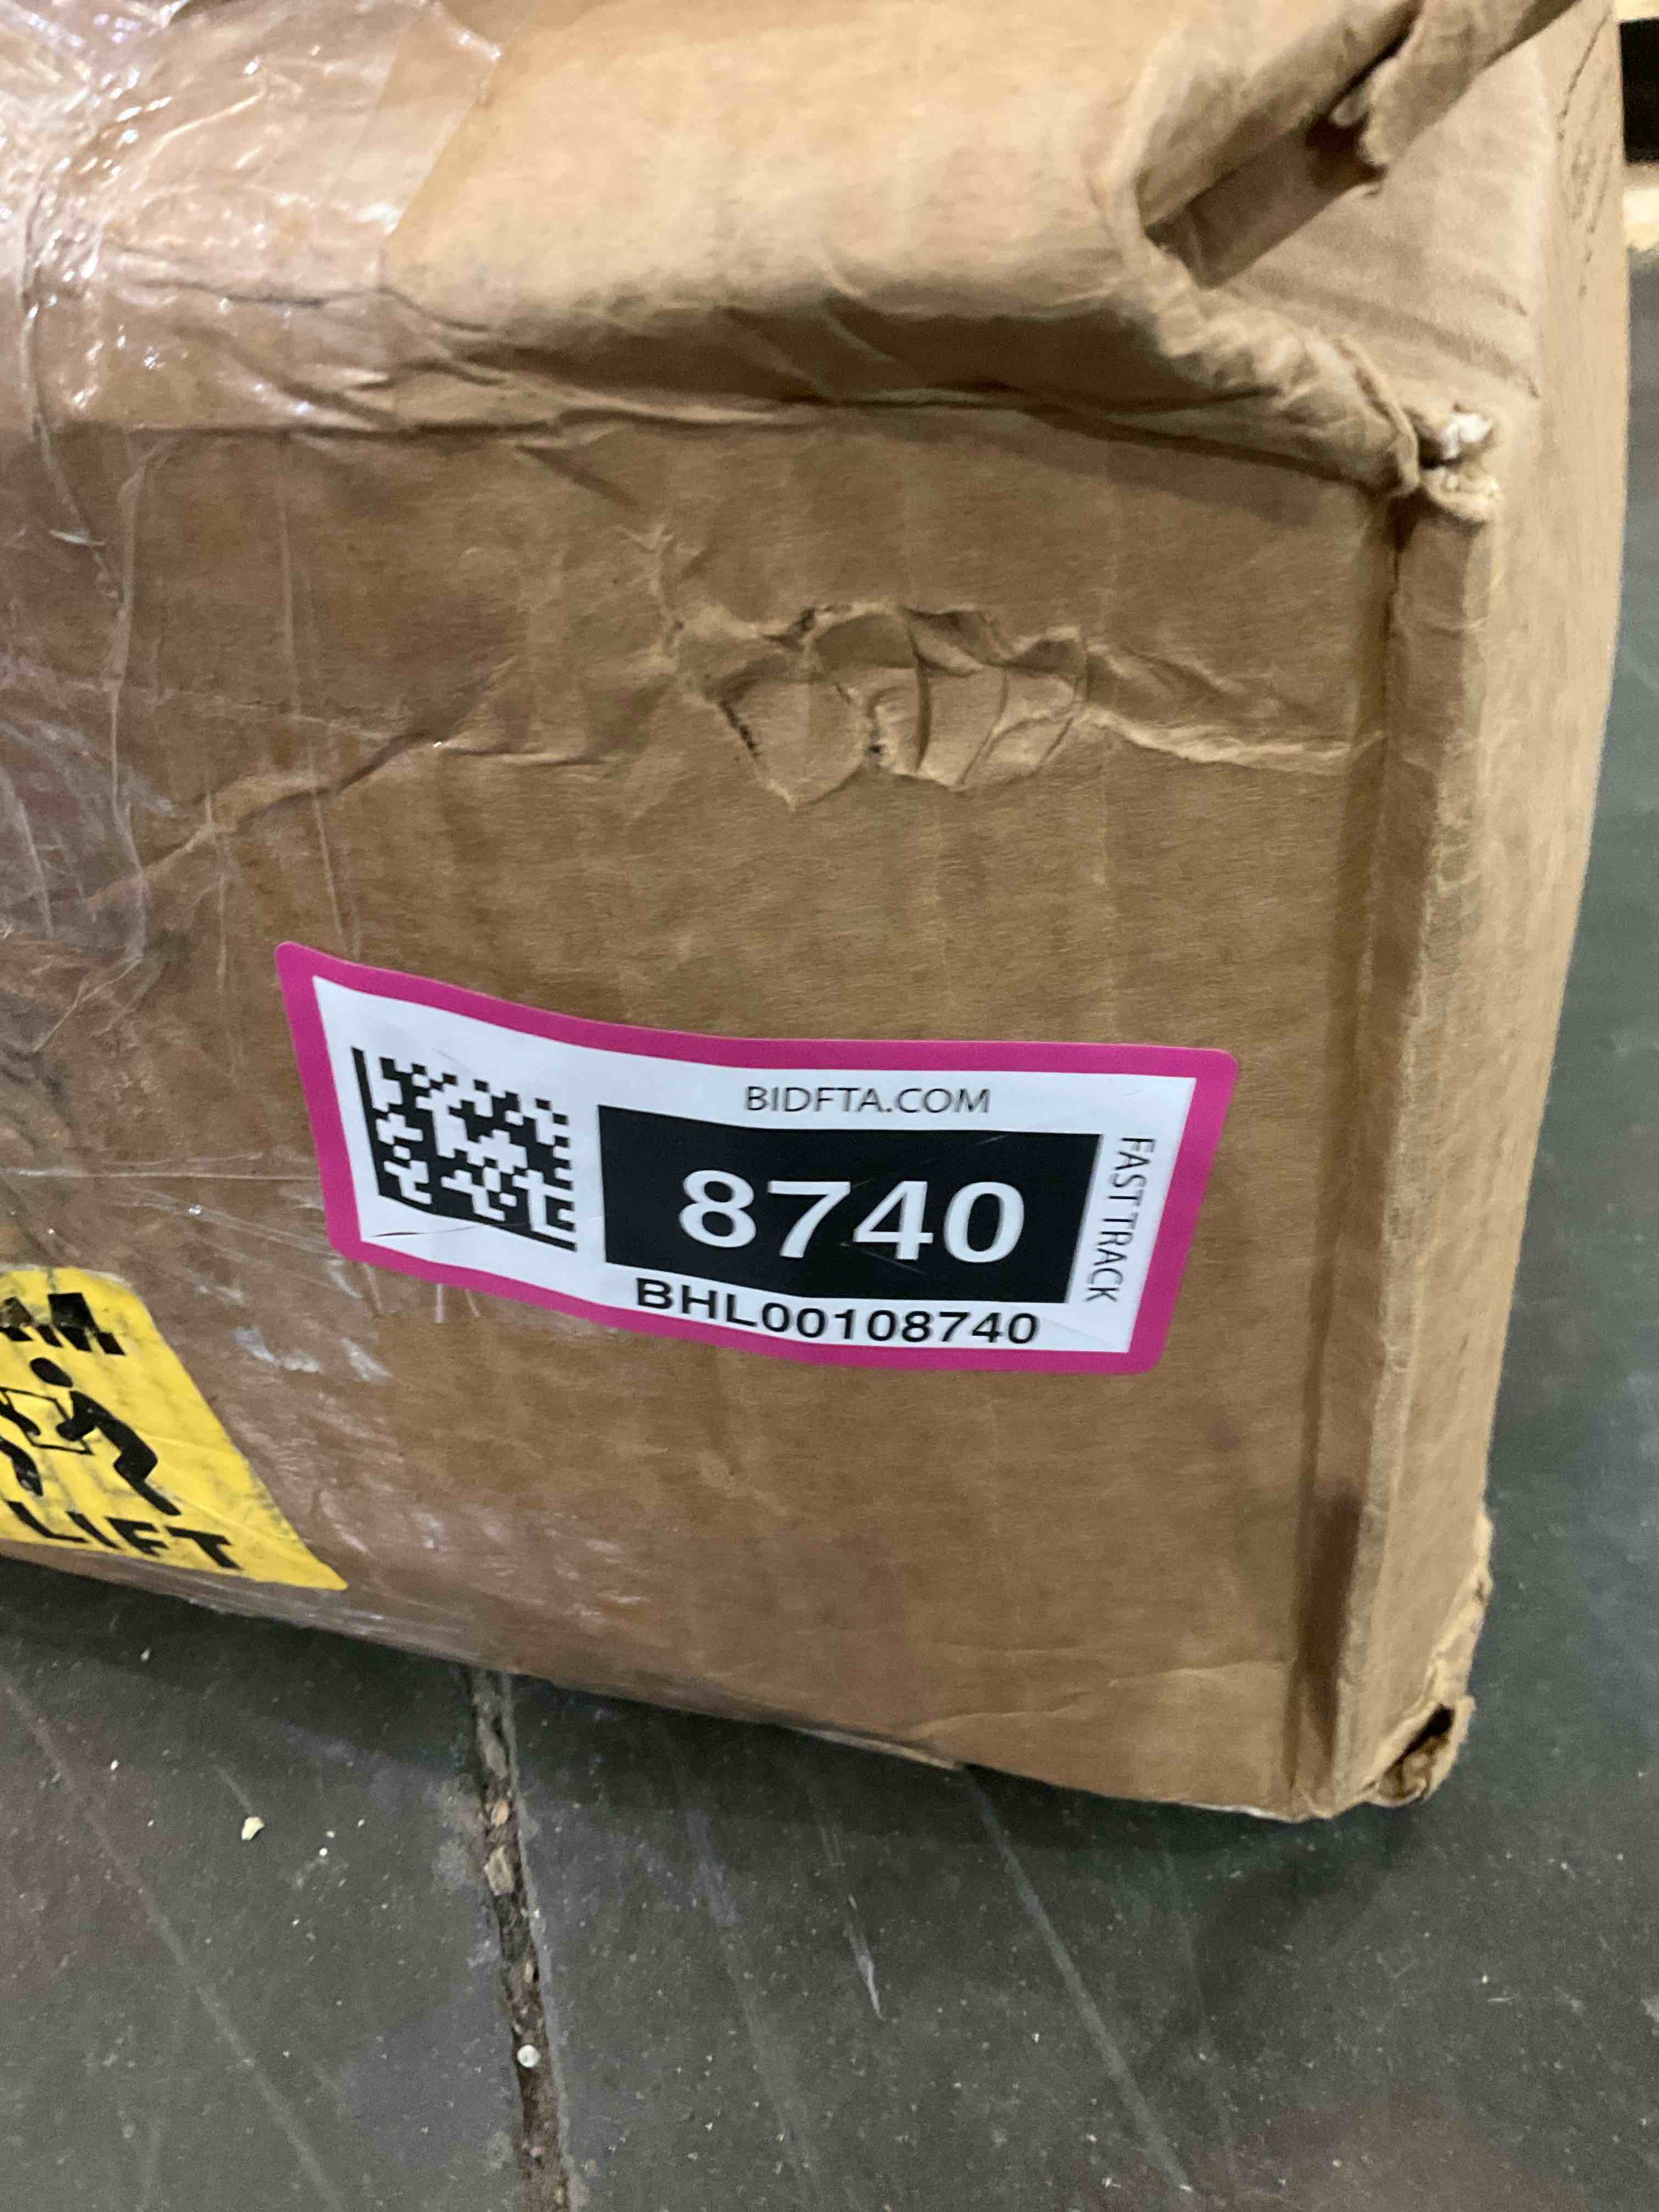 BIDFTA.COM
8740
FAST TRACK
BHL00108740
LIFT